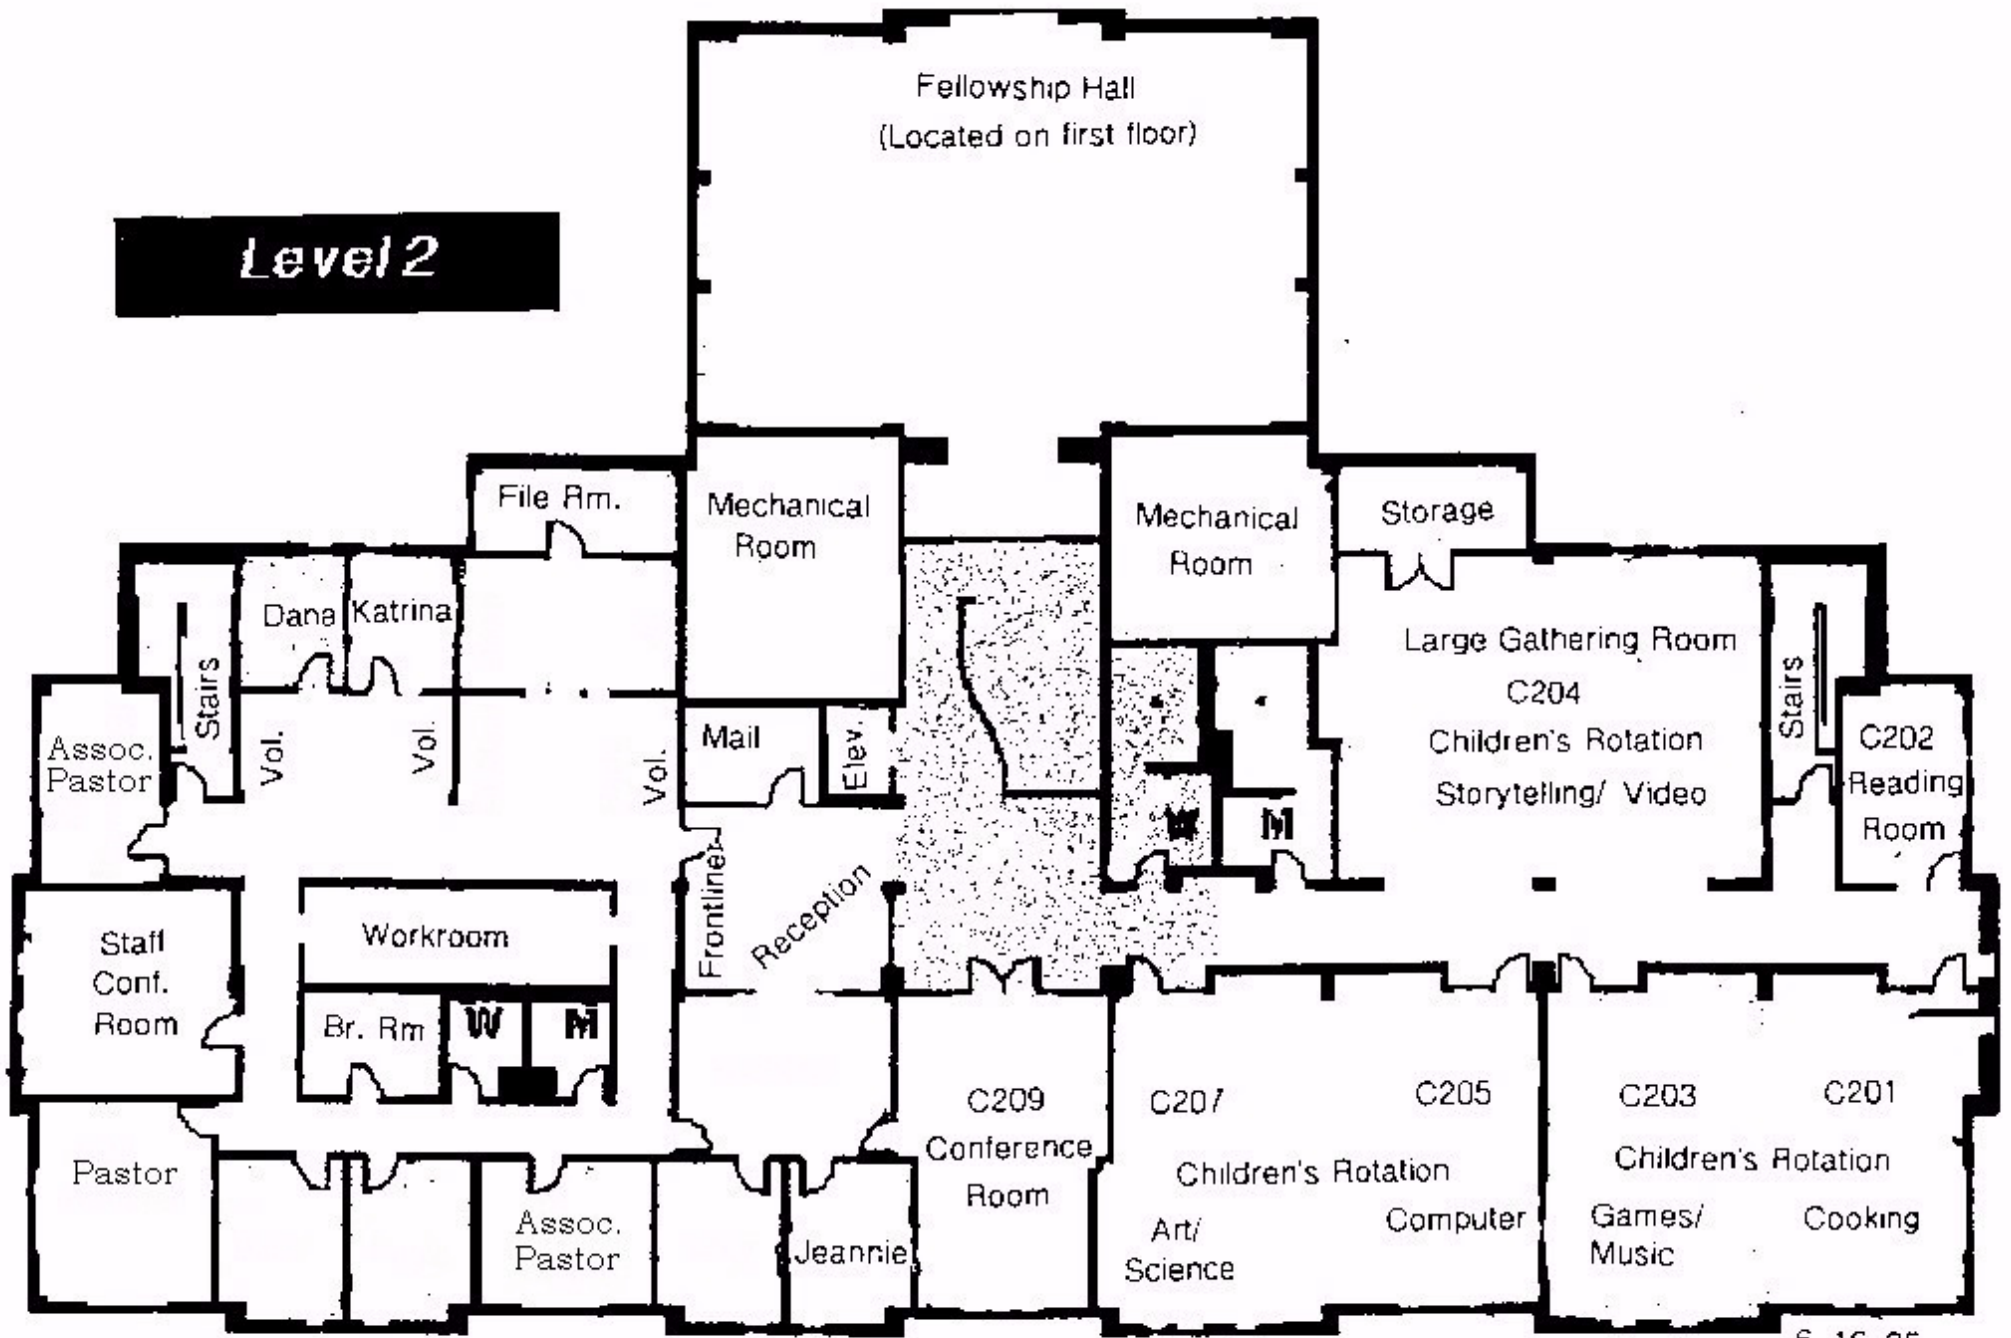 Fellowship Hall
(Located on first floor)
Level 2
File Rm.
Mechanical
Room
Mechanical
Room
Storage
Dana
Katrina
Stairs
Large Gathering Room
C204
Children's Rotation
Storytelling/ Video
Stairs
C202
Reading
Room
Assoc.
Pastor
Vol.
Vol.
Vol.
Mail
Elev.
W
M
Frontline
Reception
Workroom
Staff
Conf.
Room
Br. Rm
W
M
C209
Conference
Room
C207
C205
Children's Rotation
Art/
Science
Computer
C203
C201
Children's Rotation
Games/
Music
Cooking
Pastor
Assoc.
Pastor
Jeannie